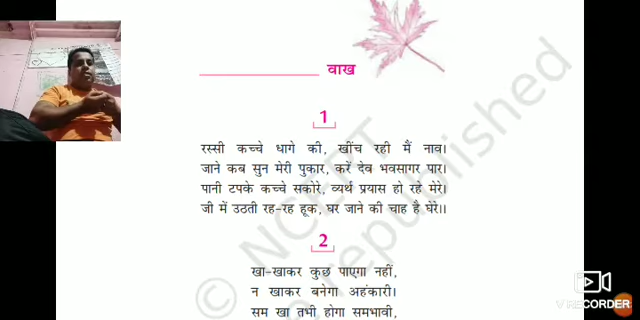 वाख
1
रस्सी कच्चे धागे की, खींच रही मैं नाव।
जाने कब सुन मेरी पुकार, करें देव भवसागर पार।
पानी टपके कच्चे सकोरे, व्यर्थ प्रयास हो रहे मेरे।
जी में उठती रह-रह हूक, घर जाने की चाह है घेरे।।
2
खा-खाकर कुछ पाएगा नहीं,
न खाकर बनेगा अहंकारी।
सम खा तभी होगा समभावी,
© NCERT
be republished
V RECORDER